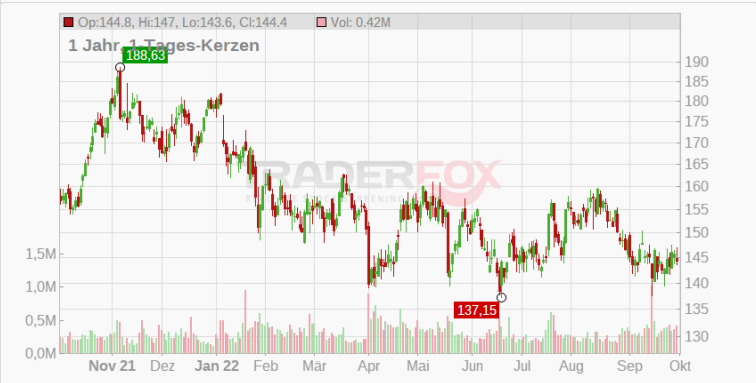 Op:144.8, Hi:147, Lo:143.6, Cl:144.4 Vol: 0.42M
1 Jahr, 1 Tages-Kerzen
188,63
190
185
180
175
170
165
160
155
150
145
140
135
130
TRADERFOX
1,5M
1,0M
0,5M
0,0M
137,15
Nov 21 Dez Jan 22 Feb Mär Apr Mai Jun Jul Aug Sep Okt